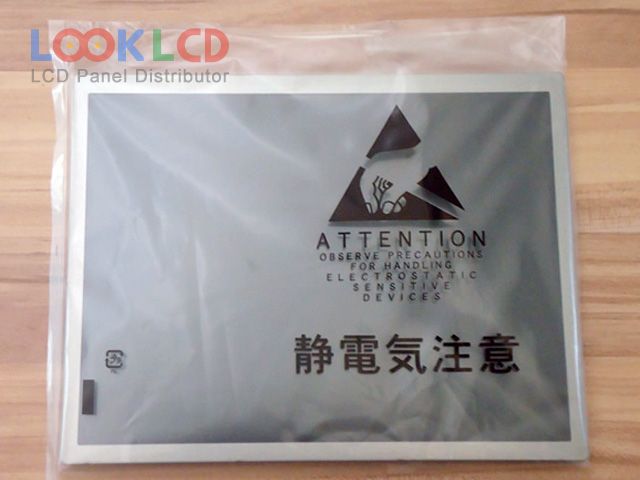 LOOKLCD
LCD Panel Distributor
ATTENTION
OBSERVE PRECAUTIONS
FOR HANDLING
ELECTROSTATIC
SENSITIVE
DEVICES
静電気注意